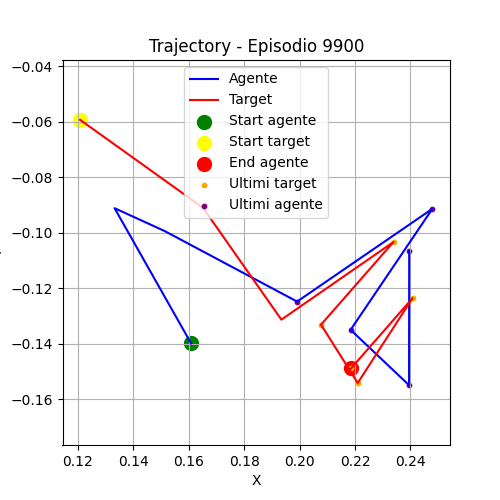 Trajectory - Episodio 9900
−0.04
−0.06
−0.08
−0.10
−0.12
−0.14
−0.16
Agente
Target
Start agente
Start target
End agente
Ultimi target
Ultimi agente
0.12 0.14 0.16 0.18 0.20 0.22 0.24
X